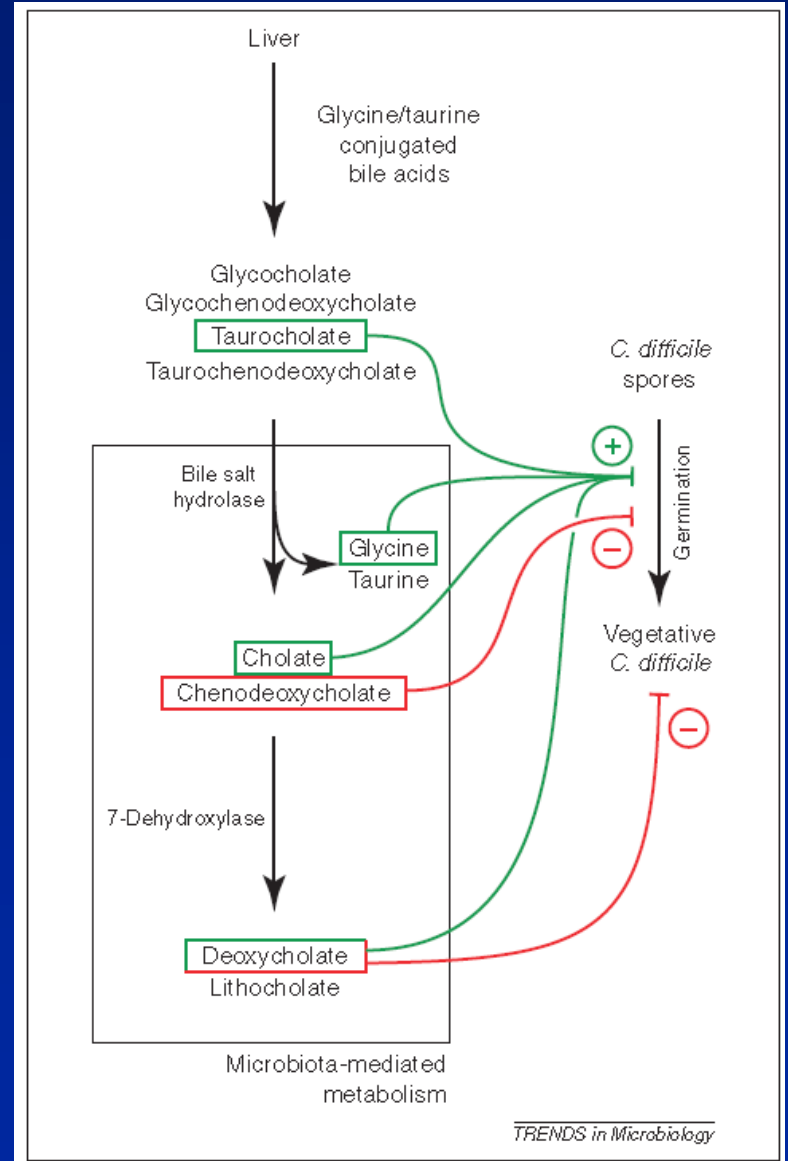 Liver
Glycine/taurine
conjugated
bile acids
Glycocholate
Glycochenodeoxycholate
Taurocholate
Taurochenodeoxycholate
C. difficile
spores
+
Bile salt
hydrolase
Germination
Glycine
Taurine
−
Cholate
Chenodeoxycholate
Vegetative
C. difficile
−
7-Dehydroxylase
Deoxycholate
Lithocholate
Microbiota-mediated
metabolism
TRENDS in Microbiology